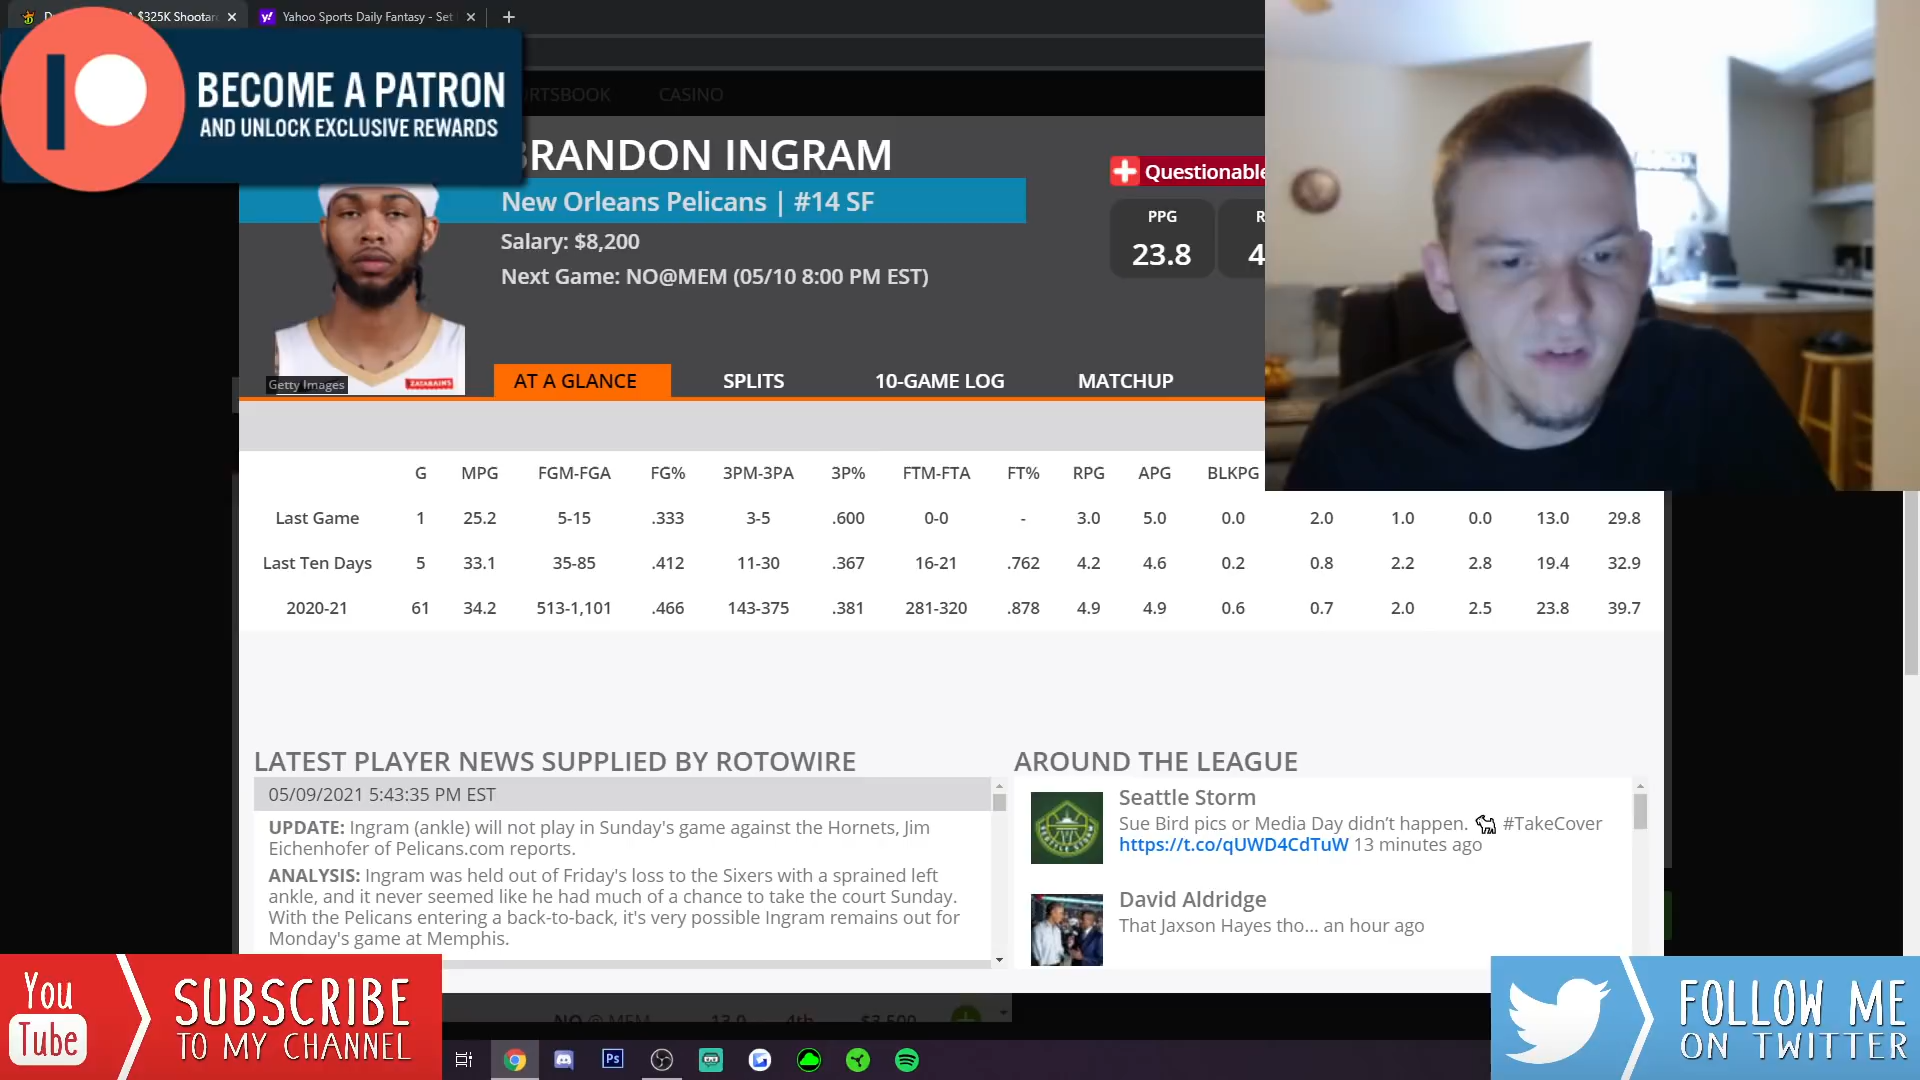 $325K Shootar
Yahoo Sports Daily Fantasy - Set
BECOME A PATRON
AND UNLOCK EXCLUSIVE REWARDS
CASINO
BRANDON INGRAM
New Orleans Pelicans | #14 SF
Salary: $8,200
Next Game: NO@MEM (05/10 8:00 PM EST)
Questionable
PPG
23.8
Getty Images
ZATARAIN'S
AT A GLANCE SPLITS 10-GAME LOG MATCHUP
G MPG FGM-FGA FG% 3PM-3PA 3P% FTM-FTA FT% RPG APG BLKPG
Last Game 1 25.2 5-15 .333 3-5 .600 0-0 - 3.0 5.0 0.0 2.0 1.0 0.0 13.0 29.8
Last Ten Days 5 33.1 35-85 .412 11-30 .367 16-21 .762 4.2 4.6 0.2 0.8 2.2 2.8 19.4 32.9
2020-21 61 34.2 513-1,101 .466 143-375 .381 281-320 .878 4.9 4.9 0.6 0.7 2.0 2.5 23.8 39.7
LATEST PLAYER NEWS SUPPLIED BY ROTOWIRE
05/09/2021 5:43:35 PM EST
UPDATE: Ingram (ankle) will not play in Sunday's game against the Hornets, Jim
Eichenhofer of Pelicans.com reports.
ANALYSIS: Ingram was held out of Friday's loss to the Sixers with a sprained left
ankle, and it never seemed like he had much of a chance to take the court Sunday.
With the Pelicans entering a back-to-back, it's very possible Ingram remains out for
Monday's game at Memphis.
AROUND THE LEAGUE
Seattle Storm
Sue Bird pics or Media Day didn't happen. 🐐 #TakeCover
https://t.co/qUWD4CdTuW 13 minutes ago
David Aldridge
That Jaxson Hayes tho... an hour ago
NO @ MEM 13.0 4th $3,500
You
Tube
SUBSCRIBE
TO MY CHANNEL
Ps
FOLLOW ME
ON TWITTER